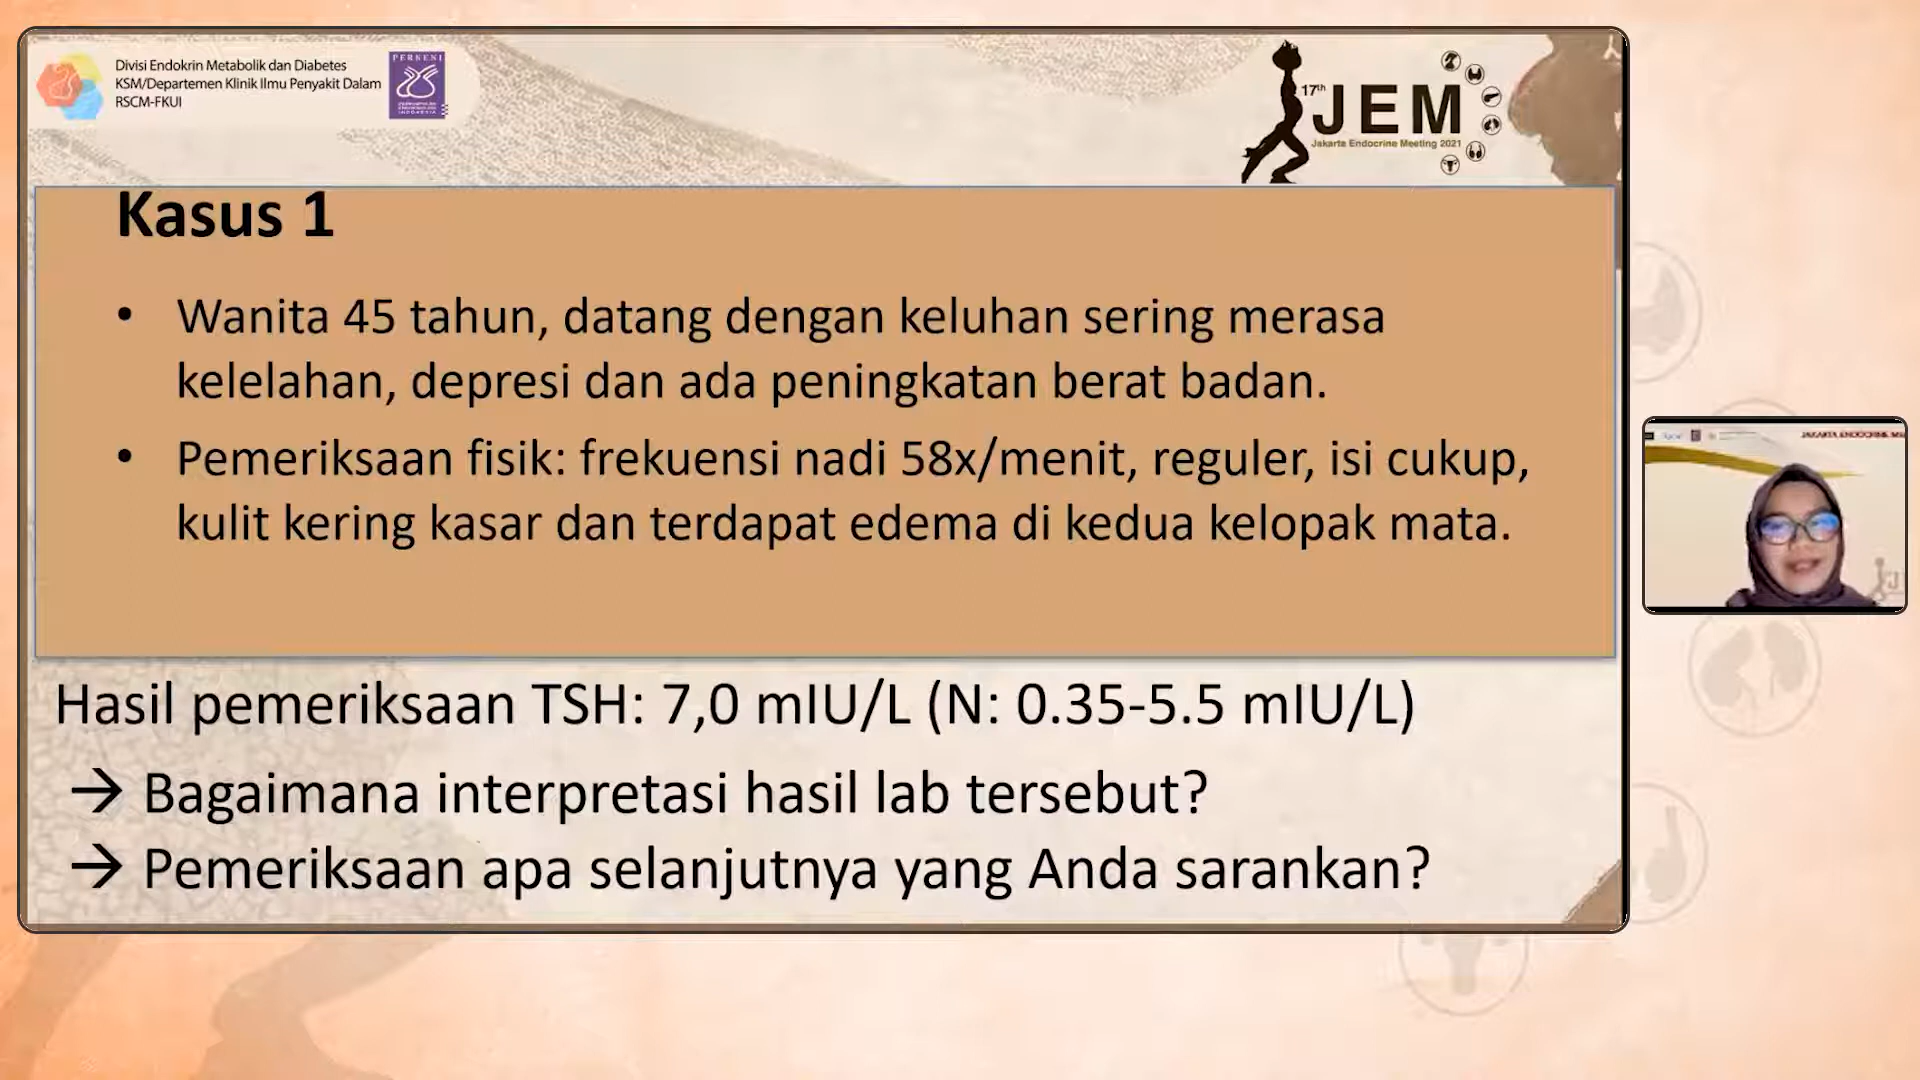 Divisi Endokrin Metabolik dan Diabetes
KSM/Departemen Klinik Ilmu Penyakit Dalam
RSCM-FKUI
PERKENI
INDONESIA
17th JEM
Jakarta Endocrine Meeting 2021
Kasus 1
• Wanita 45 tahun, datang dengan keluhan sering merasa
kelelahan, depresi dan ada peningkatan berat badan.
• Pemeriksaan fisik: frekuensi nadi 58x/menit, reguler, isi cukup,
kulit kering kasar dan terdapat edema di kedua kelopak mata.
Hasil pemeriksaan TSH: 7,0 mIU/L (N: 0.35-5.5 mIU/L)
→ Bagaimana interpretasi hasil lab tersebut?
→ Pemeriksaan apa selanjutnya yang Anda sarankan?